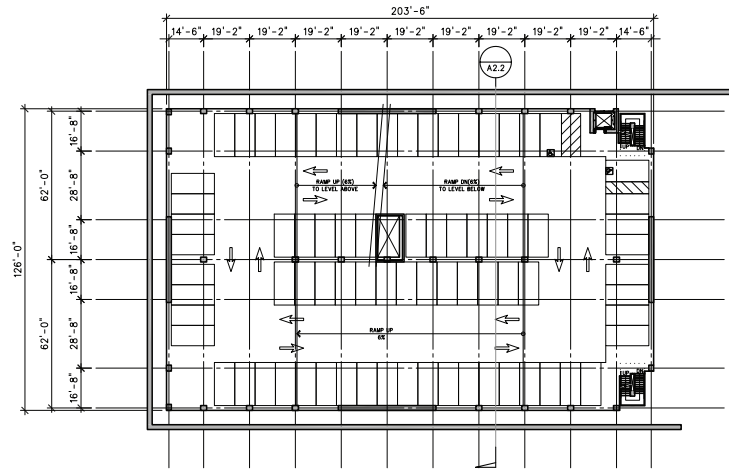 203'-6"
14'-6" 19'-2" 19'-2" 19'-2" 19'-2" 19'-2" 19'-2" 19'-2" 19'-2" 19'-2" 14'-6"
A2.2
126'-0"
62'-0"
62'-0"
16'-8"
28'-8"
16'-8"
16'-8"
28'-8"
16'-8"
UP DN
RAMP UP (6%)
TO LEVEL ABOVE
RAMP DN(6%)
TO LEVEL BELOW
RAMP UP
6%
UP DN